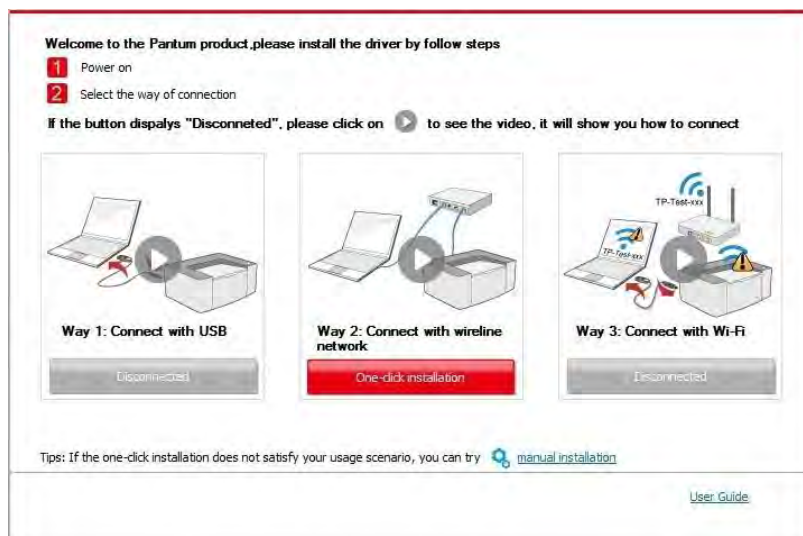 Welcome to the Pantum product,please install the driver by follow steps
1 Power on
2 Select the way of connection
If the button dispalys "Disconneted", please click on to see the video, it will show you how to connect
TP-Test-xxx
TP-Test-xxx
Way 1: Connect with USB
Way 2: Connect with wireline
network
Way 3: Connect with Wi-Fi
Disconnected
One-click installation
Disconnected
Tips: If the one-click installation does not satisfy your usage scenario, you can try manual installation
User Guide